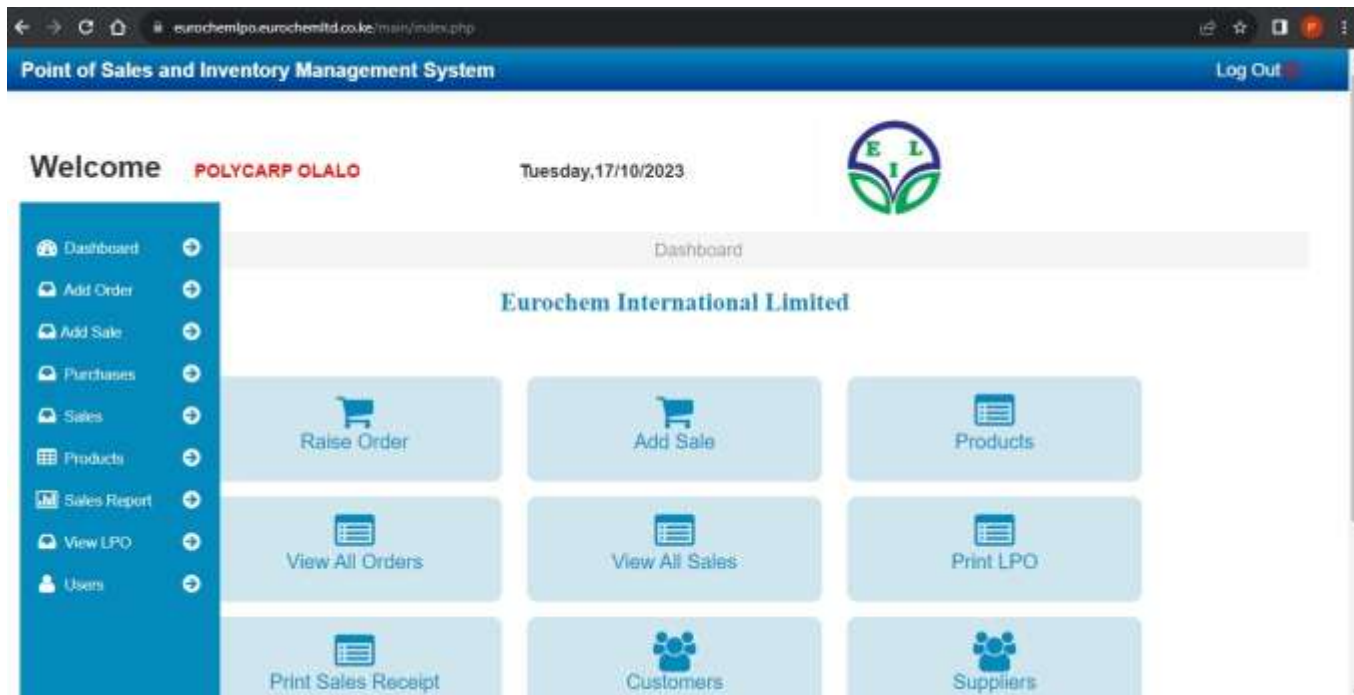 eurochemlpo.eurochemltd.co.ke/main/index.php
Point of Sales and Inventory Management System
Log Out
Welcome
POLYCARP OLALO
Tuesday,17/10/2023
E L
I
Dashboard
Add Order
Add Sale
Purchases
Sales
Products
Sales Report
View LPO
Users
Dashboard
Eurochem International Limited
Raise Order
Add Sale
Products
View All Orders
View All Sales
Print LPO
Print Sales Receipt
Customers
Suppliers